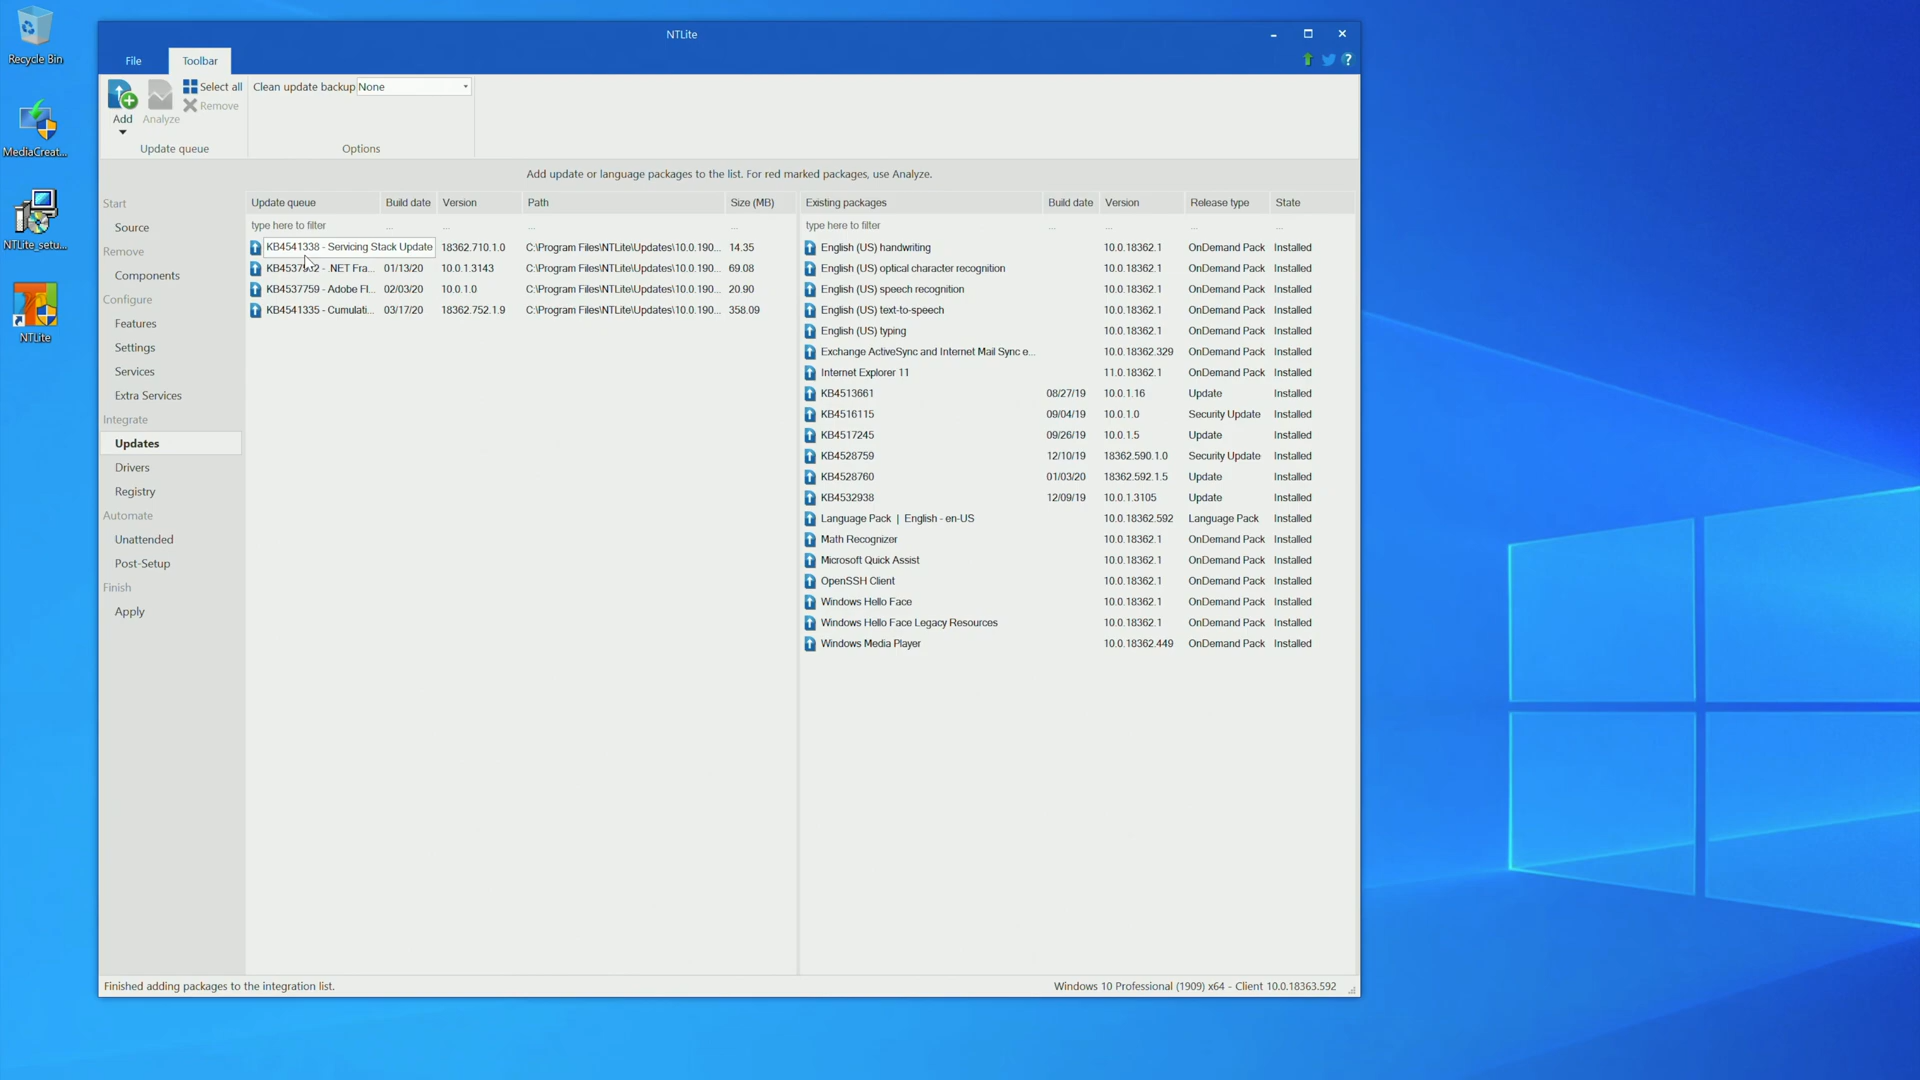 Recycle Bin
MediaCreat...
NTLite_setu...
NTLite
NTLite
File
Toolbar
?
Add
Analyze
Select all
Remove
Update queue
Clean update backup None
Options
Add update or language packages to the list. For red marked packages, use Analyze.
Start
Source
Remove
Components
Configure
Features
Settings
Services
Extra Services
Integrate
Updates
Drivers
Registry
Automate
Unattended
Post-Setup
Finish
Apply
Update queue Build date Version Path Size (MB)
type here to filter ... ... ... ...
KB4541338 - Servicing Stack Update 18362.710.1.0 C:\Program Files\NTLite\Updates\10.0.190... 14.35
- .NET Fra... 01/13/20 10.0.1.3143 C:\Program Files\NTLite\Updates\10.0.190... 69.08
KB4537759 - Adobe Fl... 02/03/20 10.0.1.0 C:\Program Files\NTLite\Updates\10.0.190... 20.90
KB4541335 - Cumulati... 03/17/20 18362.752.1.9 C:\Program Files\NTLite\Updates\10.0.190... 358.09
Existing packages Build date Version Release type State
type here to filter ... ... ... ...
English (US) handwriting 10.0.18362.1 OnDemand Pack Installed
English (US) optical character recognition 10.0.18362.1 OnDemand Pack Installed
English (US) speech recognition 10.0.18362.1 OnDemand Pack Installed
English (US) text-to-speech 10.0.18362.1 OnDemand Pack Installed
English (US) typing 10.0.18362.1 OnDemand Pack Installed
Exchange ActiveSync and Internet Mail Sync e... 10.0.18362.329 OnDemand Pack Installed
Internet Explorer 11 11.0.18362.1 OnDemand Pack Installed
KB4513661 08/27/19 10.0.1.16 Update Installed
KB4516115 09/04/19 10.0.1.0 Security Update Installed
KB4517245 09/26/19 10.0.1.5 Update Installed
KB4528759 12/10/19 18362.590.1.0 Security Update Installed
KB4528760 01/03/20 18362.592.1.5 Update Installed
KB4532938 12/09/19 10.0.1.3105 Update Installed
Language Pack | English - en-US 10.0.18362.592 Language Pack Installed
Math Recognizer 10.0.18362.1 OnDemand Pack Installed
Microsoft Quick Assist 10.0.18362.1 OnDemand Pack Installed
OpenSSH Client 10.0.18362.1 OnDemand Pack Installed
Windows Hello Face 10.0.18362.1 OnDemand Pack Installed
Windows Hello Face Legacy Resources 10.0.18362.1 OnDemand Pack Installed
Windows Media Player 10.0.18362.449 OnDemand Pack Installed
Finished adding packages to the integration list.
Windows 10 Professional (1909) x64 - Client 10.0.18363.592